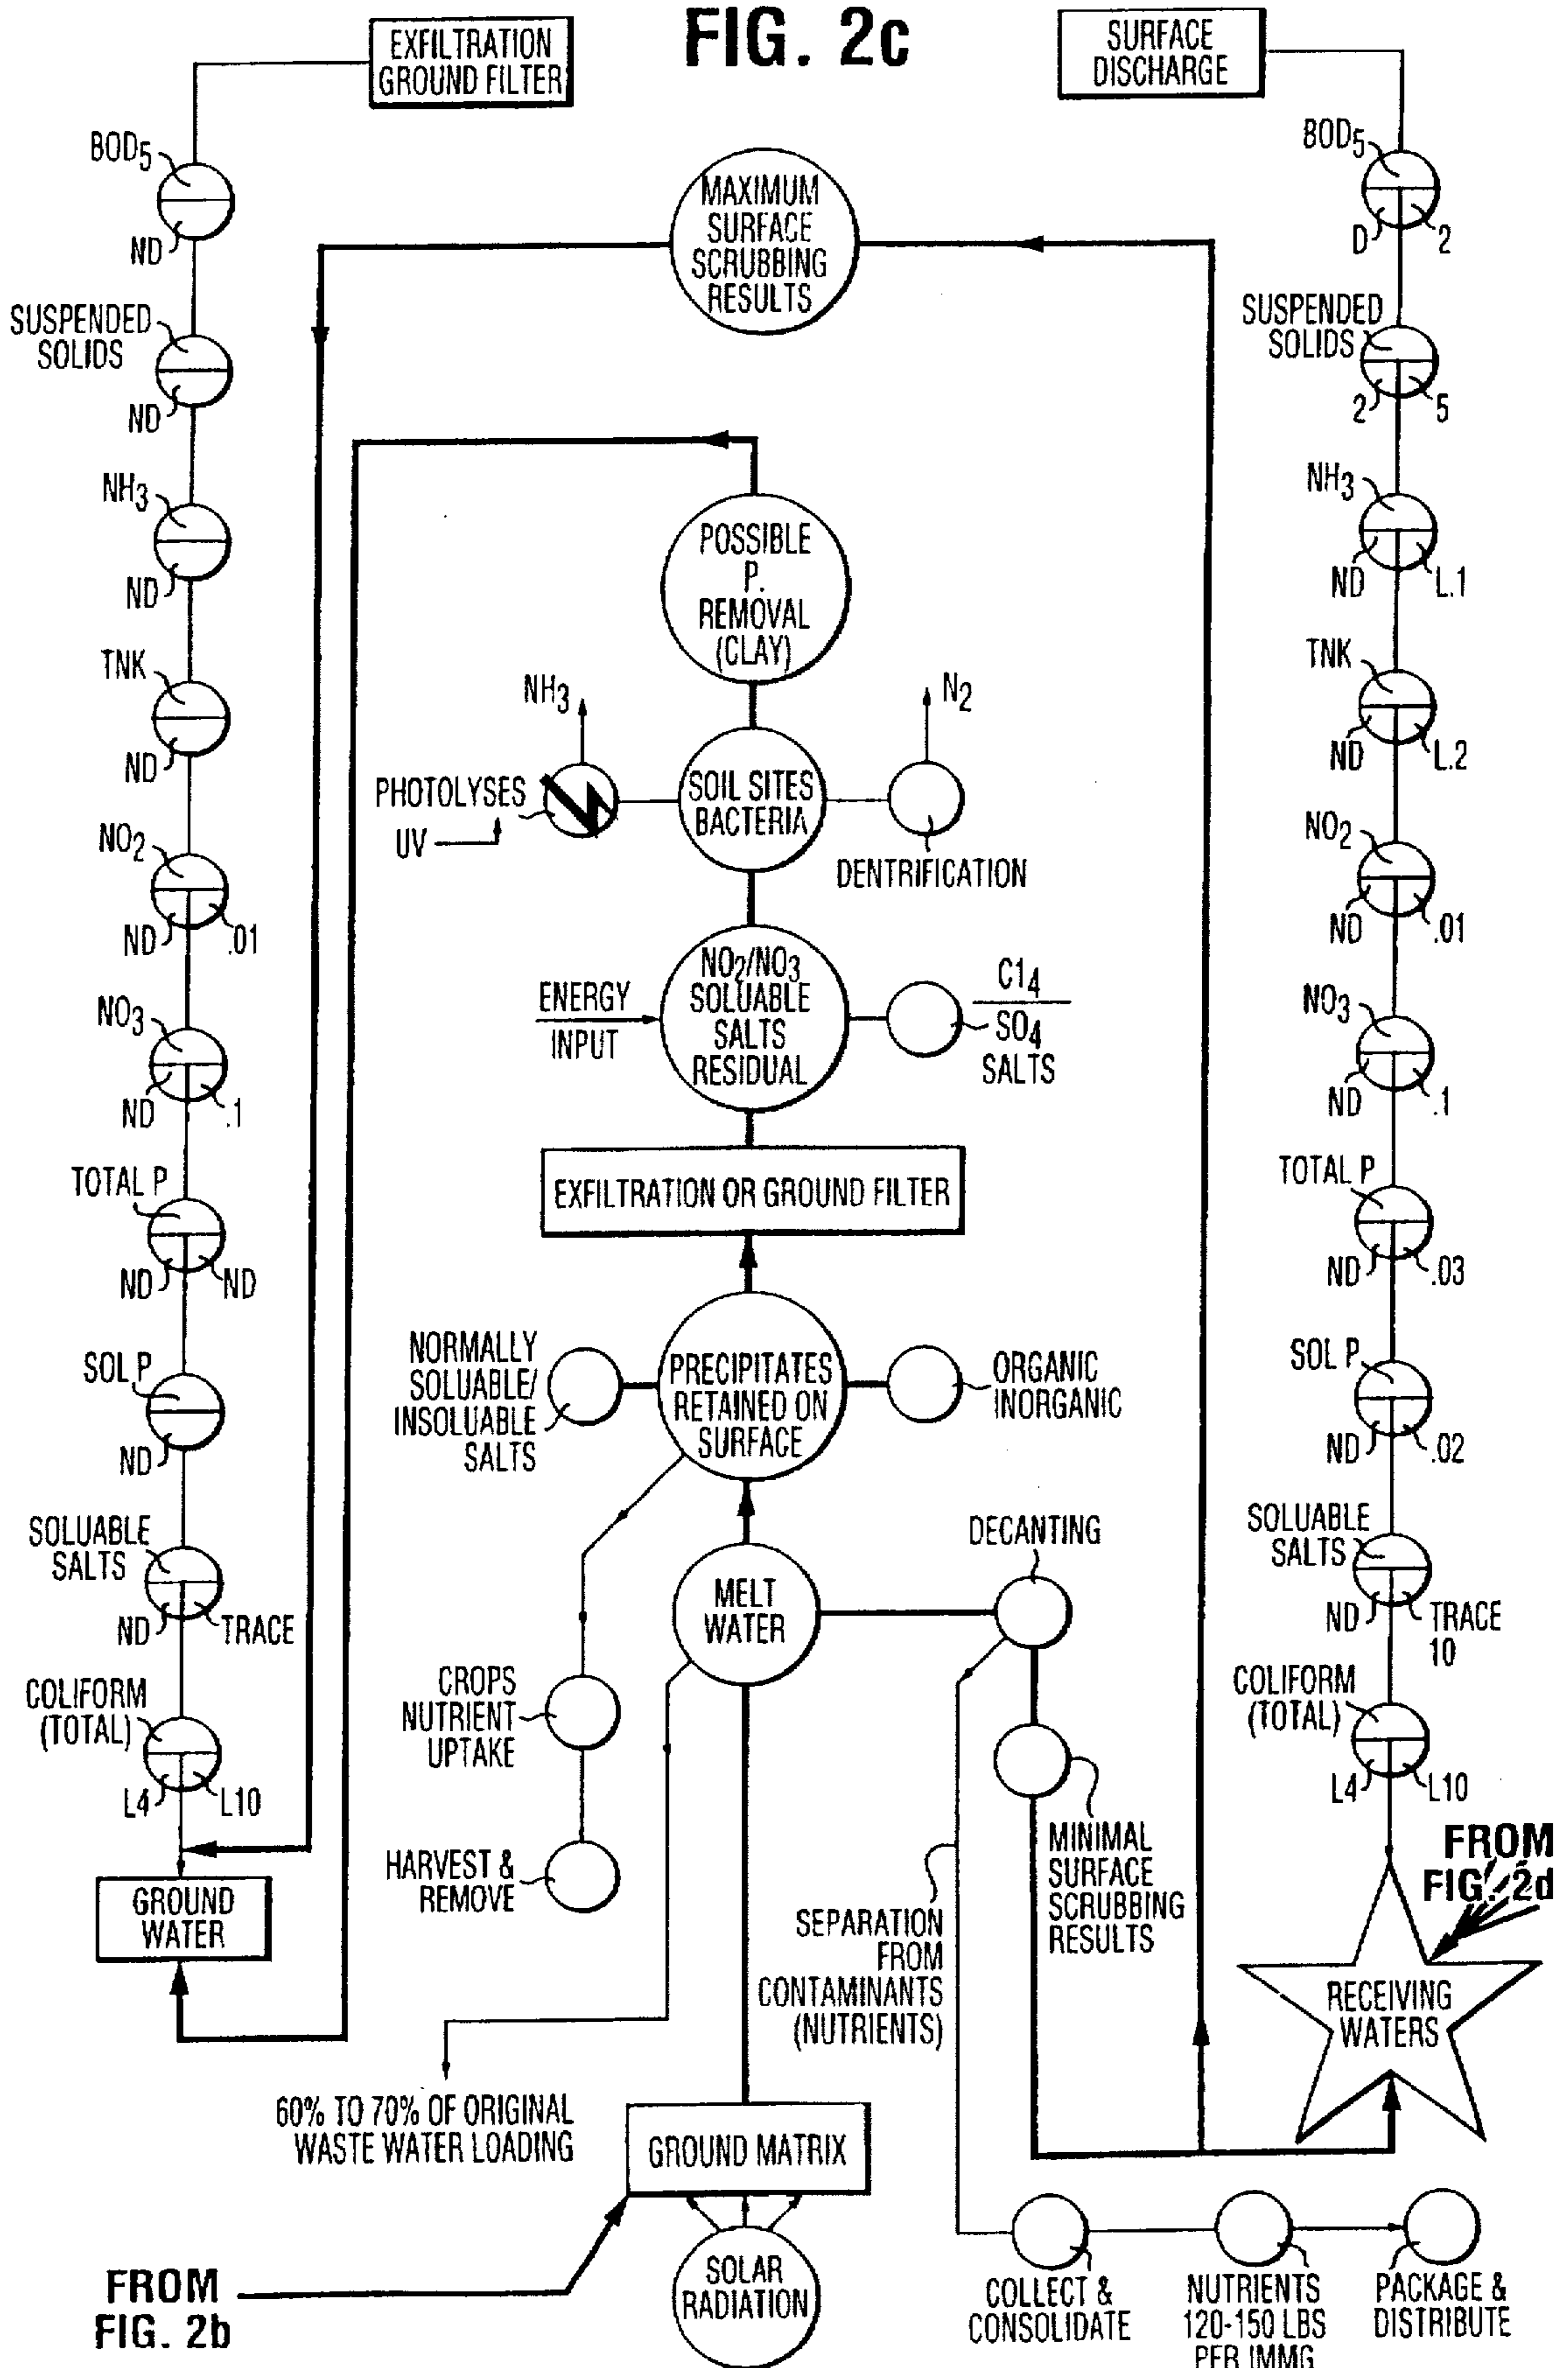 FIG. 2c
EXFILTRATION
GROUND FILTER
BOD5
ND
SUSPENDED
SOLIDS
ND
NH3
ND
TNK
ND
NO2
ND
.01
NO3
ND
.1
TOTAL P
ND
ND
SOL P
ND
SOLUABLE
SALTS
ND
TRACE
COLIFORM
(TOTAL)
L4
L10
GROUND
WATER
MAXIMUM
SURFACE
SCRUBBING
RESULTS
POSSIBLE
P.
REMOVAL
(CLAY)
NH3
N2
PHOTOLYSES
UV
SOIL SITES
BACTERIA
DENTRIFICATION
NO2/NO3
SOLUABLE
SALTS
RESIDUAL
ENERGY
INPUT
C14
SO4
SALTS
EXFILTRATION OR GROUND FILTER
NORMALLY
SOLUABLE/
INSOLUABLE
SALTS
PRECIPITATES
RETAINED ON
SURFACE
ORGANIC
INORGANIC
DECANTING
MELT
WATER
CROPS
NUTRIENT
UPTAKE
HARVEST &
REMOVE
MINIMAL
SURFACE
SCRUBBING
RESULTS
SEPARATION
FROM
CONTAMINANTS
(NUTRIENTS)
60% TO 70% OF ORIGINAL
WASTE WATER LOADING
GROUND MATRIX
SOLAR
RADIATION
FROM
FIG. 2b
COLLECT &
CONSOLIDATE
NUTRIENTS
120-150 LBS
PER IMMG
PACKAGE &
DISTRIBUTE
SURFACE
DISCHARGE
BOD5
D
2
SUSPENDED
SOLIDS
2
5
NH3
ND
L.1
TNK
ND
L.2
NO2
ND
.01
NO3
ND
.1
TOTAL P
ND
.03
SOL P
ND
.02
SOLUABLE
SALTS
ND
TRACE
10
COLIFORM
(TOTAL)
L4
L10
FROM
FIG. 2d
RECEIVING
WATERS